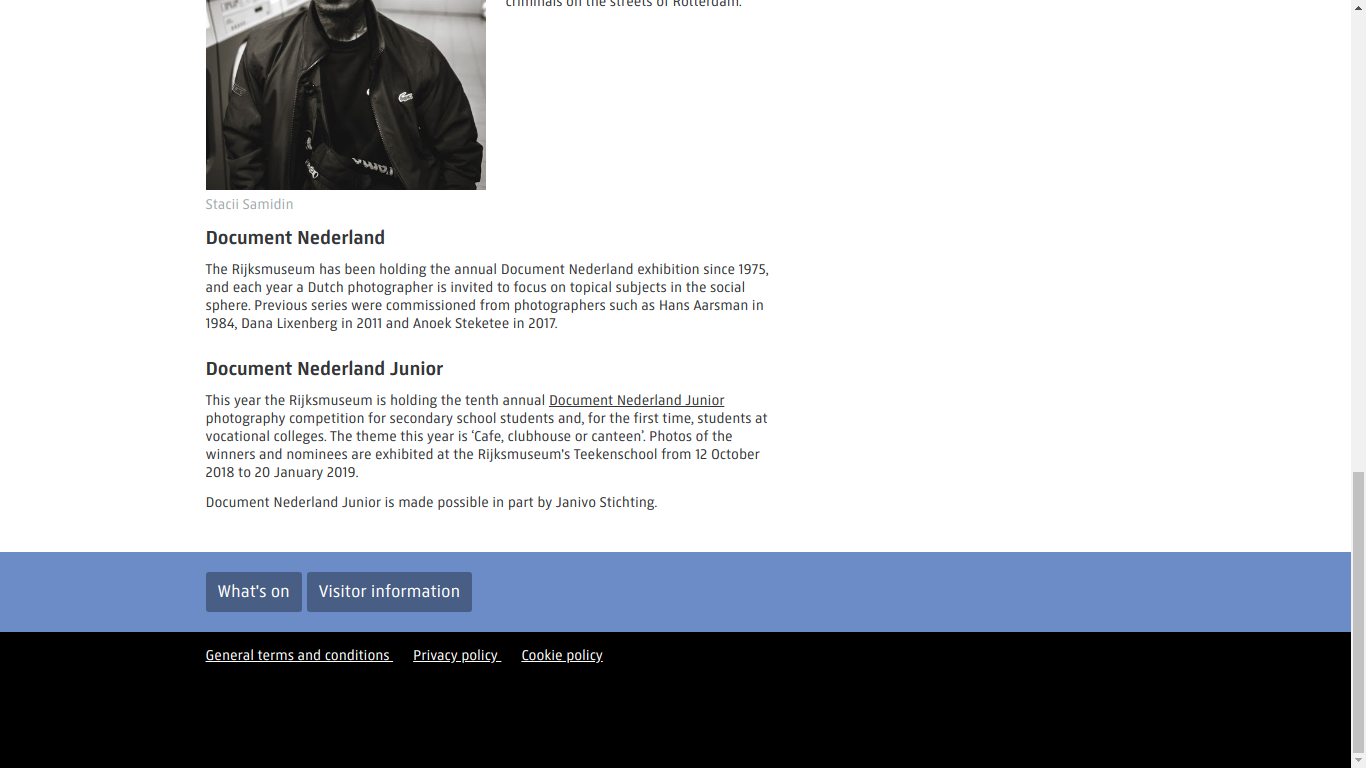 criminals on the streets of Rotterdam.
Stacii Samidin
Document Nederland
The Rijksmuseum has been holding the annual Document Nederland exhibition since 1975,
and each year a Dutch photographer is invited to focus on topical subjects in the social
sphere. Previous series were commissioned from photographers such as Hans Aarsman in
1984, Dana Lixenberg in 2011 and Anoek Steketee in 2017.
Document Nederland Junior
This year the Rijksmuseum is holding the tenth annual Document Nederland Junior
photography competition for secondary school students and, for the first time, students at
vocational colleges. The theme this year is ‘Cafe, clubhouse or canteen’. Photos of the
winners and nominees are exhibited at the Rijksmuseum's Teekenschool from 12 October
2018 to 20 January 2019.
Document Nederland Junior is made possible in part by Janivo Stichting.
What's on
Visitor information
General terms and conditions
Privacy policy
Cookie policy